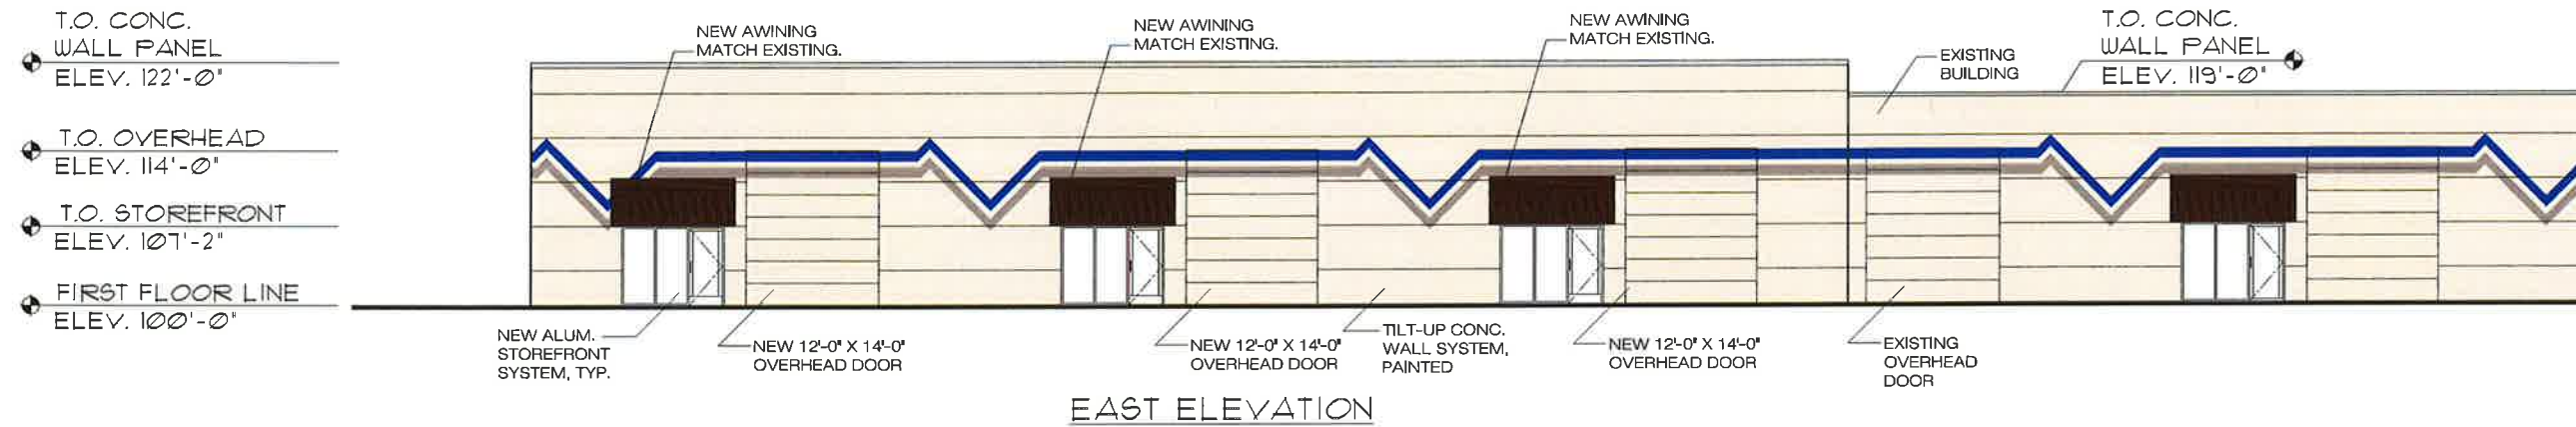 T.O. CONC.
WALL PANEL
ELEV. 122'-0"
T.O. OVERHEAD
ELEV. 114'-0"
T.O. STOREFRONT
ELEV. 107'-2"
FIRST FLOOR LINE
ELEV. 100'-0"
NEW AWINING
MATCH EXISTING.
NEW AWINING
MATCH EXISTING.
NEW AWINING
MATCH EXISTING.
EXISTING
BUILDING
T.O. CONC.
WALL PANEL
ELEV. 119'-0"
NEW ALUM.
STOREFRONT
SYSTEM, TYP.
NEW 12'-0" X 14'-0"
OVERHEAD DOOR
NEW 12'-0" X 14'-0"
OVERHEAD DOOR
TILT-UP CONC.
WALL SYSTEM,
PAINTED
NEW 12'-0" X 14'-0"
OVERHEAD DOOR
EXISTING
OVERHEAD
DOOR
EAST ELEVATION